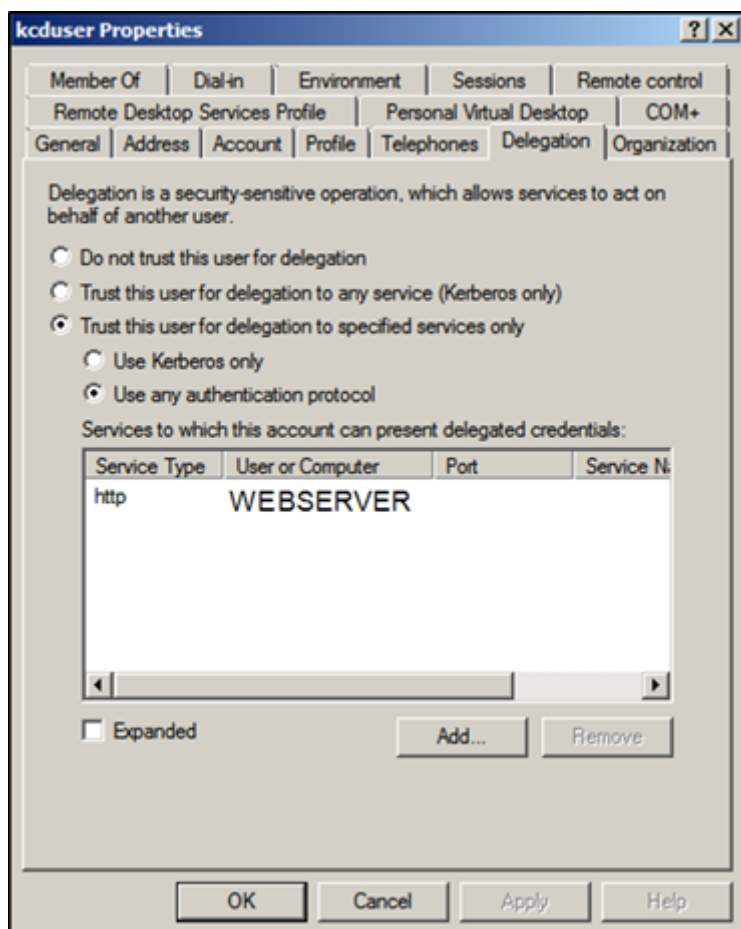 kcduser Properties
Member Of Dial-in Environment Sessions Remote control
Remote Desktop Services Profile Personal Virtual Desktop COM+
General Address Account Profile Telephones Delegation Organization
Delegation is a security-sensitive operation, which allows services to act on
behalf of another user.
Do not trust this user for delegation
Trust this user for delegation to any service (Kerberos only)
Trust this user for delegation to specified services only
Use Kerberos only
Use any authentication protocol
Services to which this account can present delegated credentials:
Service Type User or Computer Port Service Na
http WEBSERVER
Expanded Add... Remove
OK Cancel Apply Help